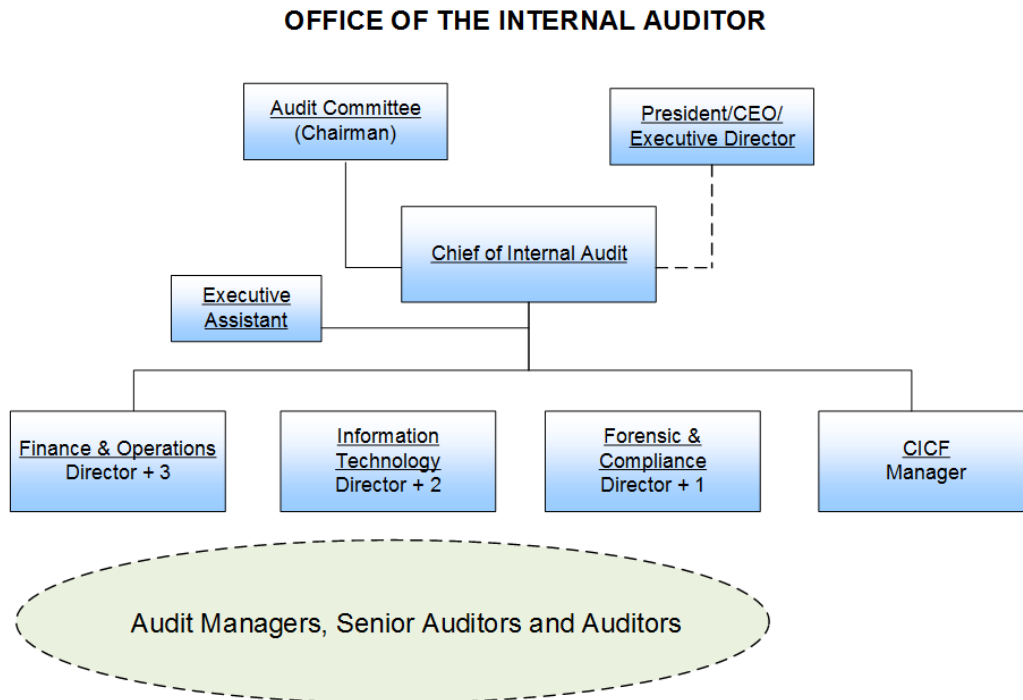 OFFICE OF THE INTERNAL AUDITOR
Audit Committee
(Chairman)
President/CEO/
Executive Director
Chief of Internal Audit
Executive
Assistant
Finance & Operations
Director + 3
Information
Technology
Director + 2
Forensic &
Compliance
Director + 1
CICF
Manager
Audit Managers, Senior Auditors and Auditors